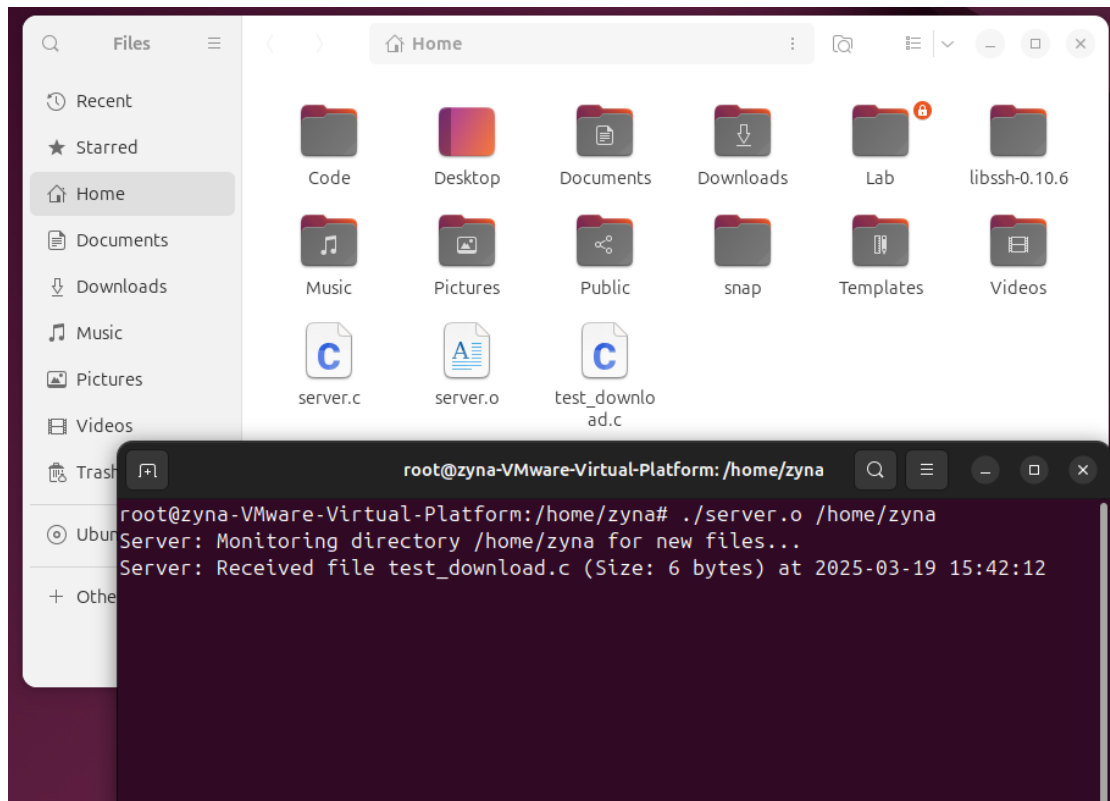 Files
Home
Recent
Starred
Home
Documents
Downloads
Music
Pictures
Videos
Trash
Ubun
Othe
Code Desktop Documents Downloads Lab libssh-0.10.6
Music Pictures Public snap Templates Videos
server.c server.o test_downlo
ad.c
root@zyna-VMware-Virtual-Platform: /home/zyna
root@zyna-VMware-Virtual-Platform:/home/zyna# ./server.o /home/zyna
Server: Monitoring directory /home/zyna for new files...
Server: Received file test_download.c (Size: 6 bytes) at 2025-03-19 15:42:12